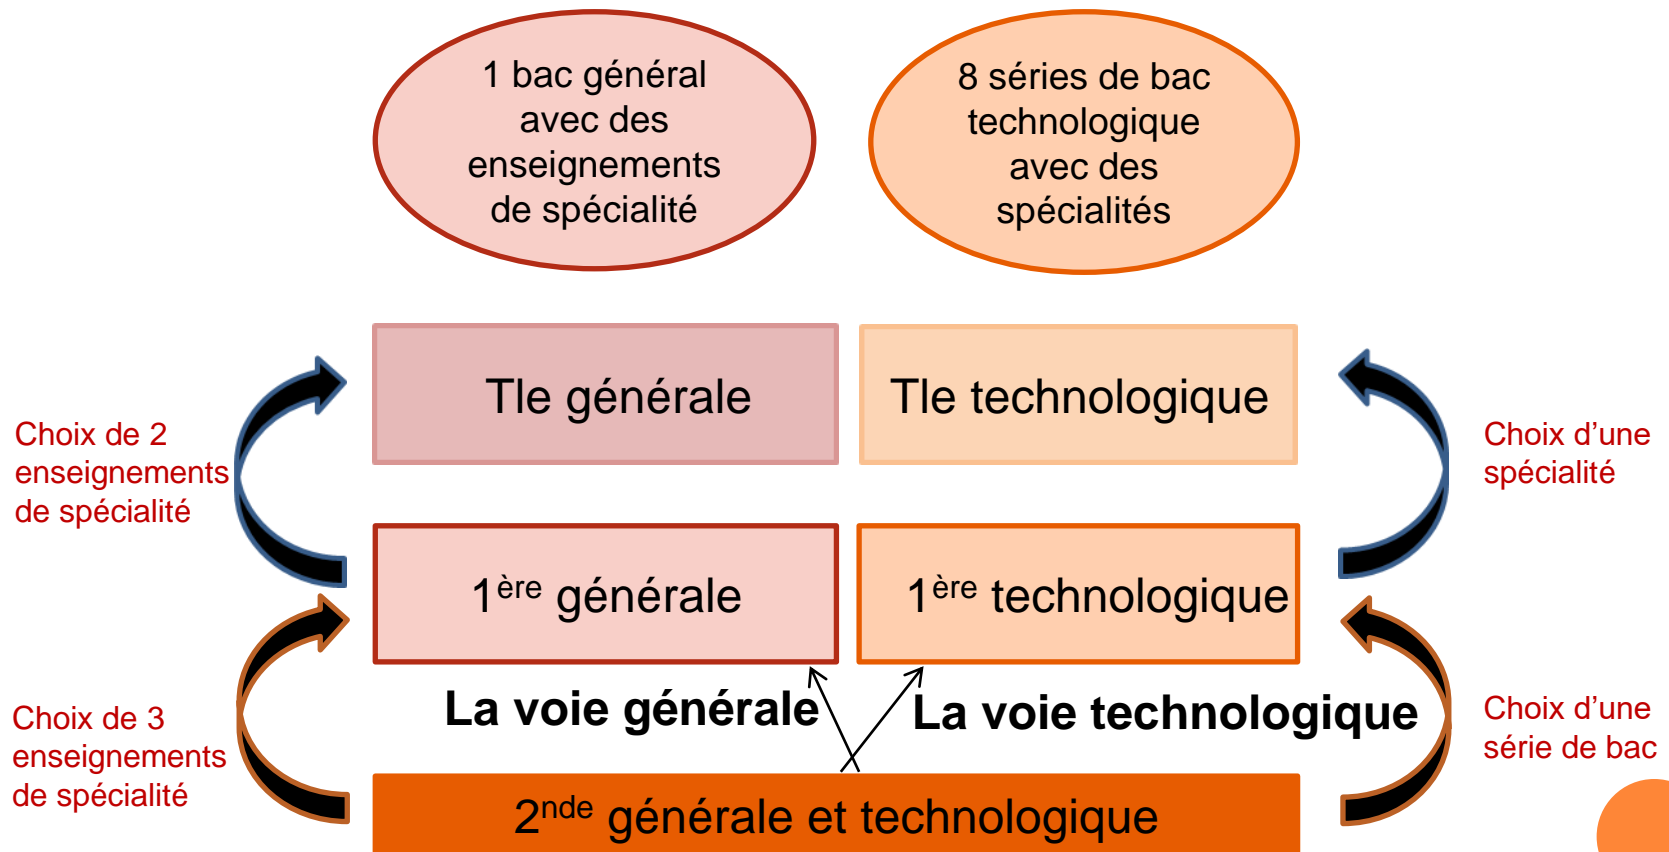 1 bac général
avec des
enseignements
de spécialité
8 séries de bac
technologique
avec des
spécialités
Tle générale
Tle technologique
Choix de 2
enseignements
de spécialité
Choix d’une
spécialité
1ère générale
1ère technologique
La voie générale
La voie technologique
Choix de 3
enseignements
de spécialité
Choix d’une
série de bac
2nde générale et technologique